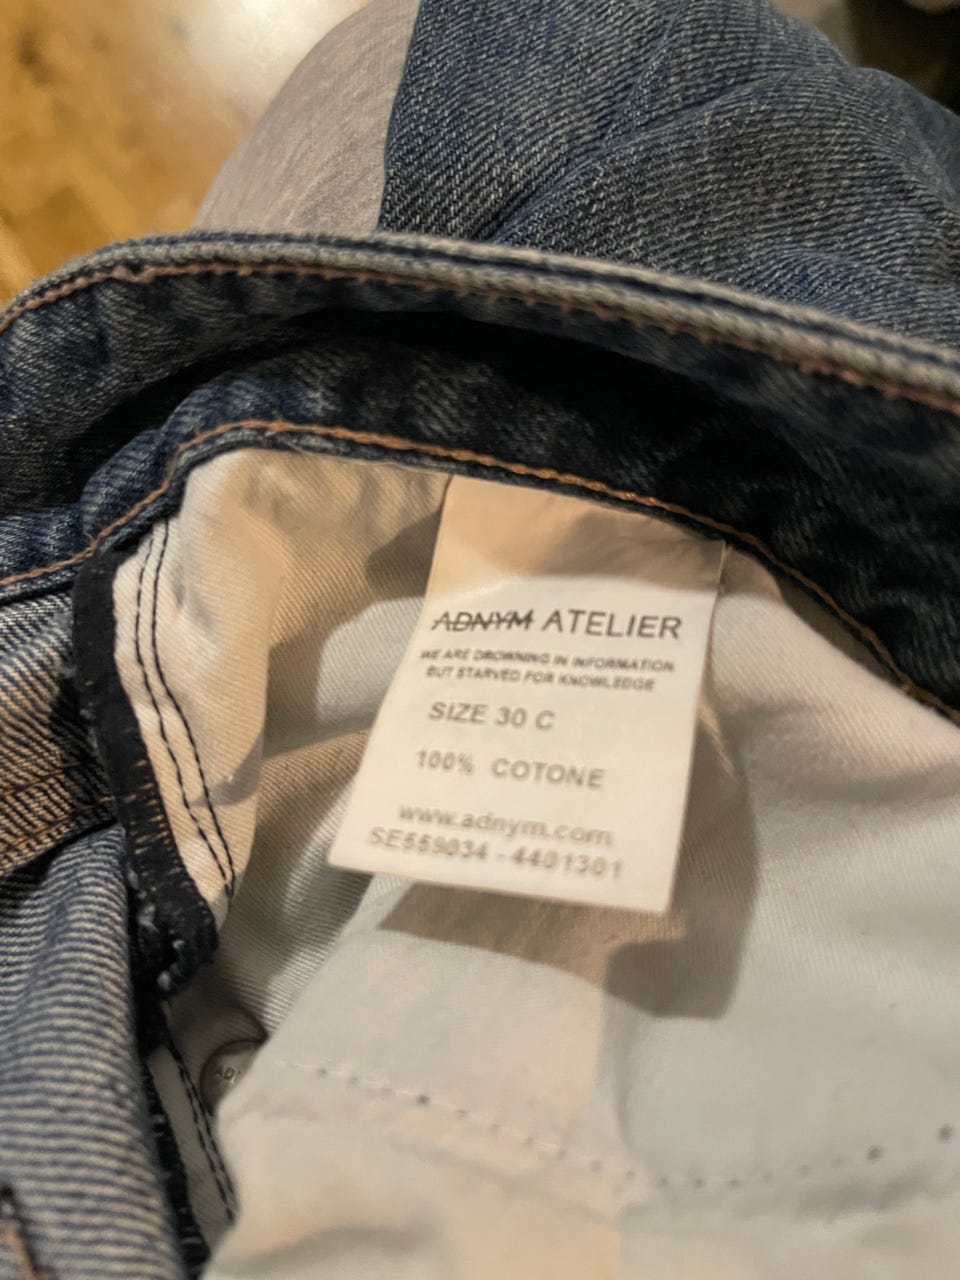 ADNYM ATELIER
WE ARE DROWNING IN INFORMATION
BUT STARVED FOR KNOWLEDGE
SIZE 30 C
100% COTONE
www.adnym.com
SE559034 - 4401301
AD